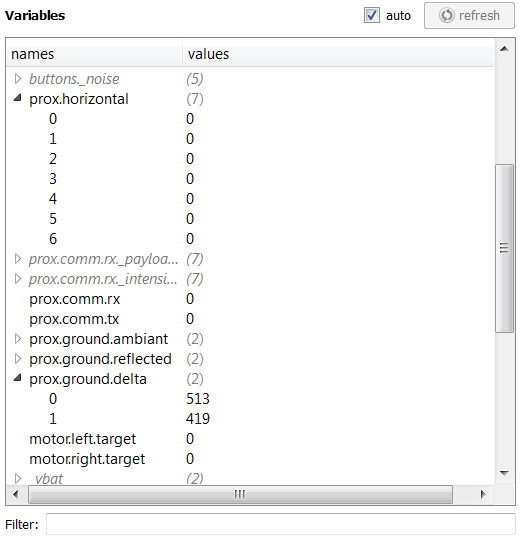 Variables auto refresh
names values
buttons._noise (5)
prox.horizontal (7)
0 0
1 0
2 0
3 0
4 0
5 0
6 0
prox.comm.rx._payloa... (7)
prox.comm.rx._intensi... (7)
prox.comm.rx 0
prox.comm.tx 0
prox.ground.ambiant (2)
prox.ground.reflected (2)
prox.ground.delta (2)
0 513
1 419
motor.left.target 0
motor.right.target 0
_vbat (2)
Filter: